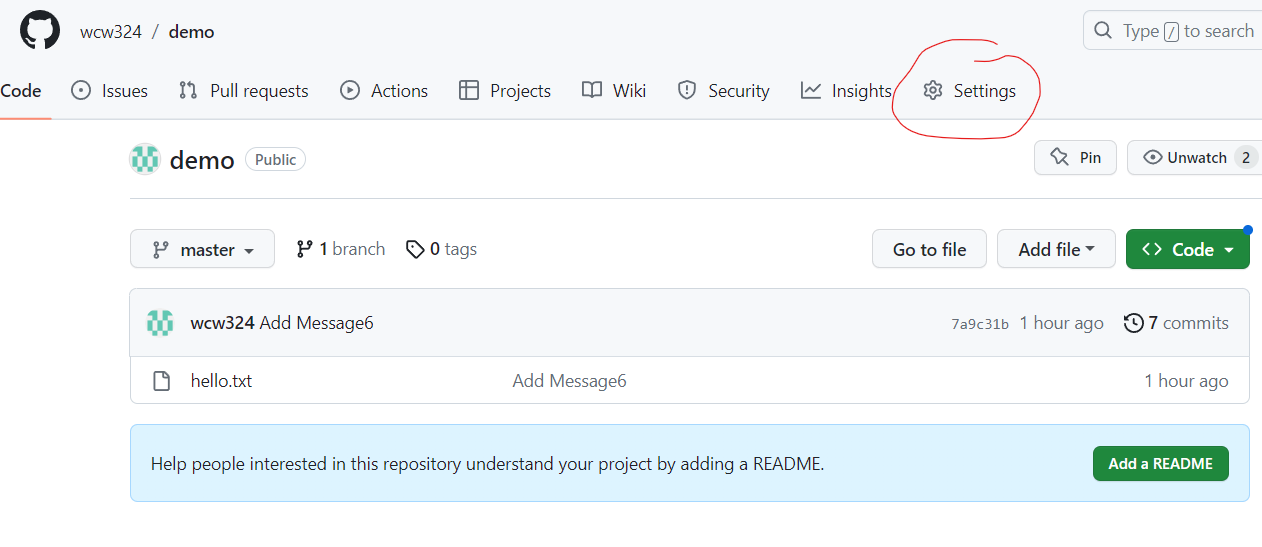 wcw324 / demo
Type / to search
Code Issues Pull requests Actions Projects Wiki Security Insights Settings
demo Public
Pin Unwatch 2
master 1 branch 0 tags Go to file Add file Code
wcw324 Add Message6 7a9c31b 1 hour ago 7 commits
hello.txt Add Message6 1 hour ago
Help people interested in this repository understand your project by adding a README. Add a README